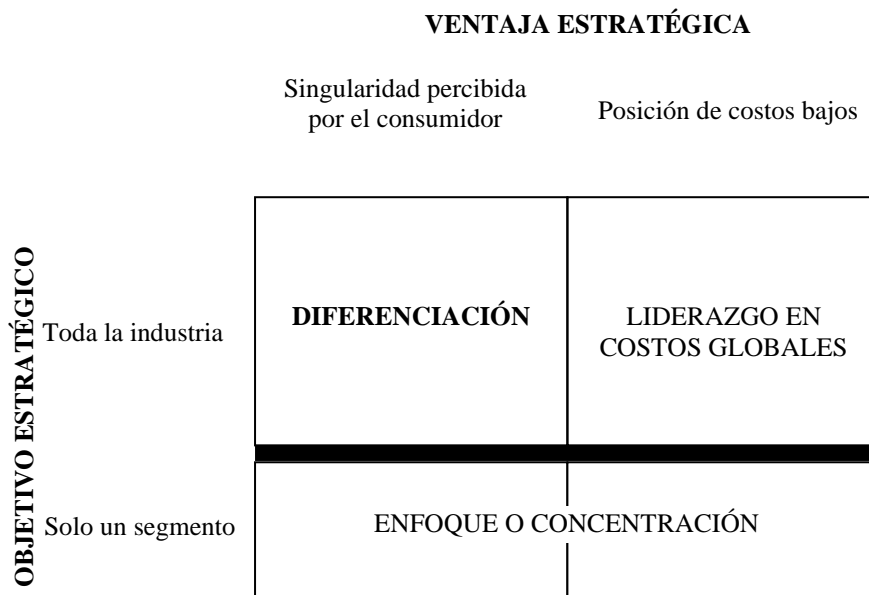 VENTAJA ESTRATÉGICA
Singularidad percibida
por el consumidor
Posición de costos bajos
OBJETIVO ESTRATÉGICO
Toda la industria
DIFERENCIACIÓN
LIDERAZGO EN
COSTOS GLOBALES
Solo un segmento
ENFOQUE O CONCENTRACIÓN